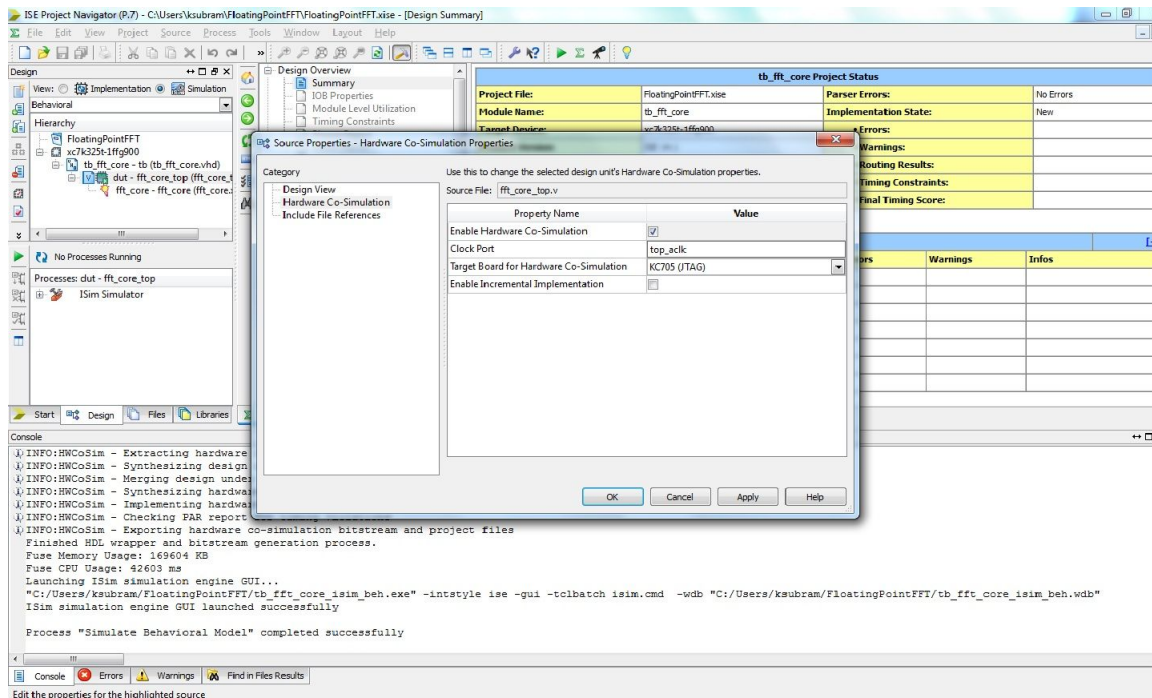 ISE Project Navigator (P.7) - C:\Users\ksubram\FloatingPointFFT\FloatingPointFFT.xise - [Design Summary]
File Edit View Project Source Process Tools Window Layout Help
Design
View: Implementation Simulation
Behavioral
Hierarchy
FloatingPointFFT
xc7k325t-1ffg900
tb_fft_core - tb (tb_fft_core.vhd)
dut - fft_core_top (fft_core_t
fft_core - fft_core (fft_core.
No Processes Running
Processes: dut - fft_core_top
ISim Simulator
Start Design Files Libraries
Design Overview
Summary
IOB Properties
Module Level Utilization
Timing Constraints
tb_fft_core Project Status
Project File: FloatingPointFFT.xise Parser Errors: No Errors
Module Name: tb_fft_core Implementation State: New
Target Device: xc7k325t-1ffg900 Errors:
Warnings:
Routing Results:
Timing Constraints:
Final Timing Score:
Warnings Infos
Source Properties - Hardware Co-Simulation Properties
Category
Design View
Hardware Co-Simulation
Include File References
Use this to change the selected design unit's Hardware Co-Simulation properties.
Source File: fft_core_top.v
Property Name Value
Enable Hardware Co-Simulation
Clock Port top_aclk
Target Board for Hardware Co-Simulation KC705 (JTAG)
Enable Incremental Implementation
OK Cancel Apply Help
Console
INFO:HWCoSim - Extracting hardware
INFO:HWCoSim - Synthesizing design
INFO:HWCoSim - Merging design under
INFO:HWCoSim - Synthesizing hardwa
INFO:HWCoSim - Implementing hardwa
INFO:HWCoSim - Checking PAR report
INFO:HWCoSim - Exporting hardware co-simulation bitstream and project files
Finished HDL wrapper and bitstream generation process.
Fuse Memory Usage: 169604 KB
Fuse CPU Usage: 42603 ms
Launching ISim simulation engine GUI...
"C:/Users/ksubram/FloatingPointFFT/tb_fft_core_isim_beh.exe" -intstyle ise -gui -tclbatch isim.cmd -wdb "C:/Users/ksubram/FloatingPointFFT/tb_fft_core_isim_beh.wdb"
ISim simulation engine GUI launched successfully
Process "Simulate Behavioral Model" completed successfully
Console Errors Warnings Find in Files Results
Edit the properties for the highlighted source